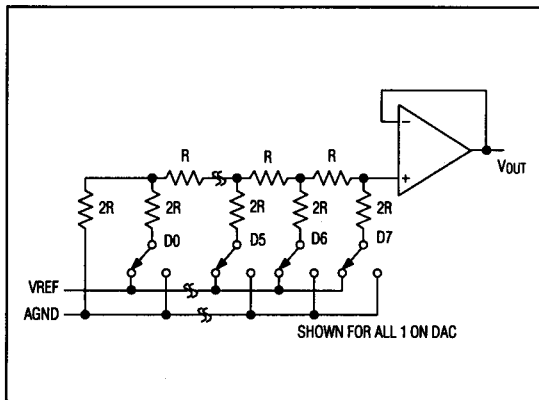 R R R
VOUT
2R 2R 2R 2R 2R
D0 D5 D6 D7
VREF
AGND
SHOWN FOR ALL 1 ON DAC
− +